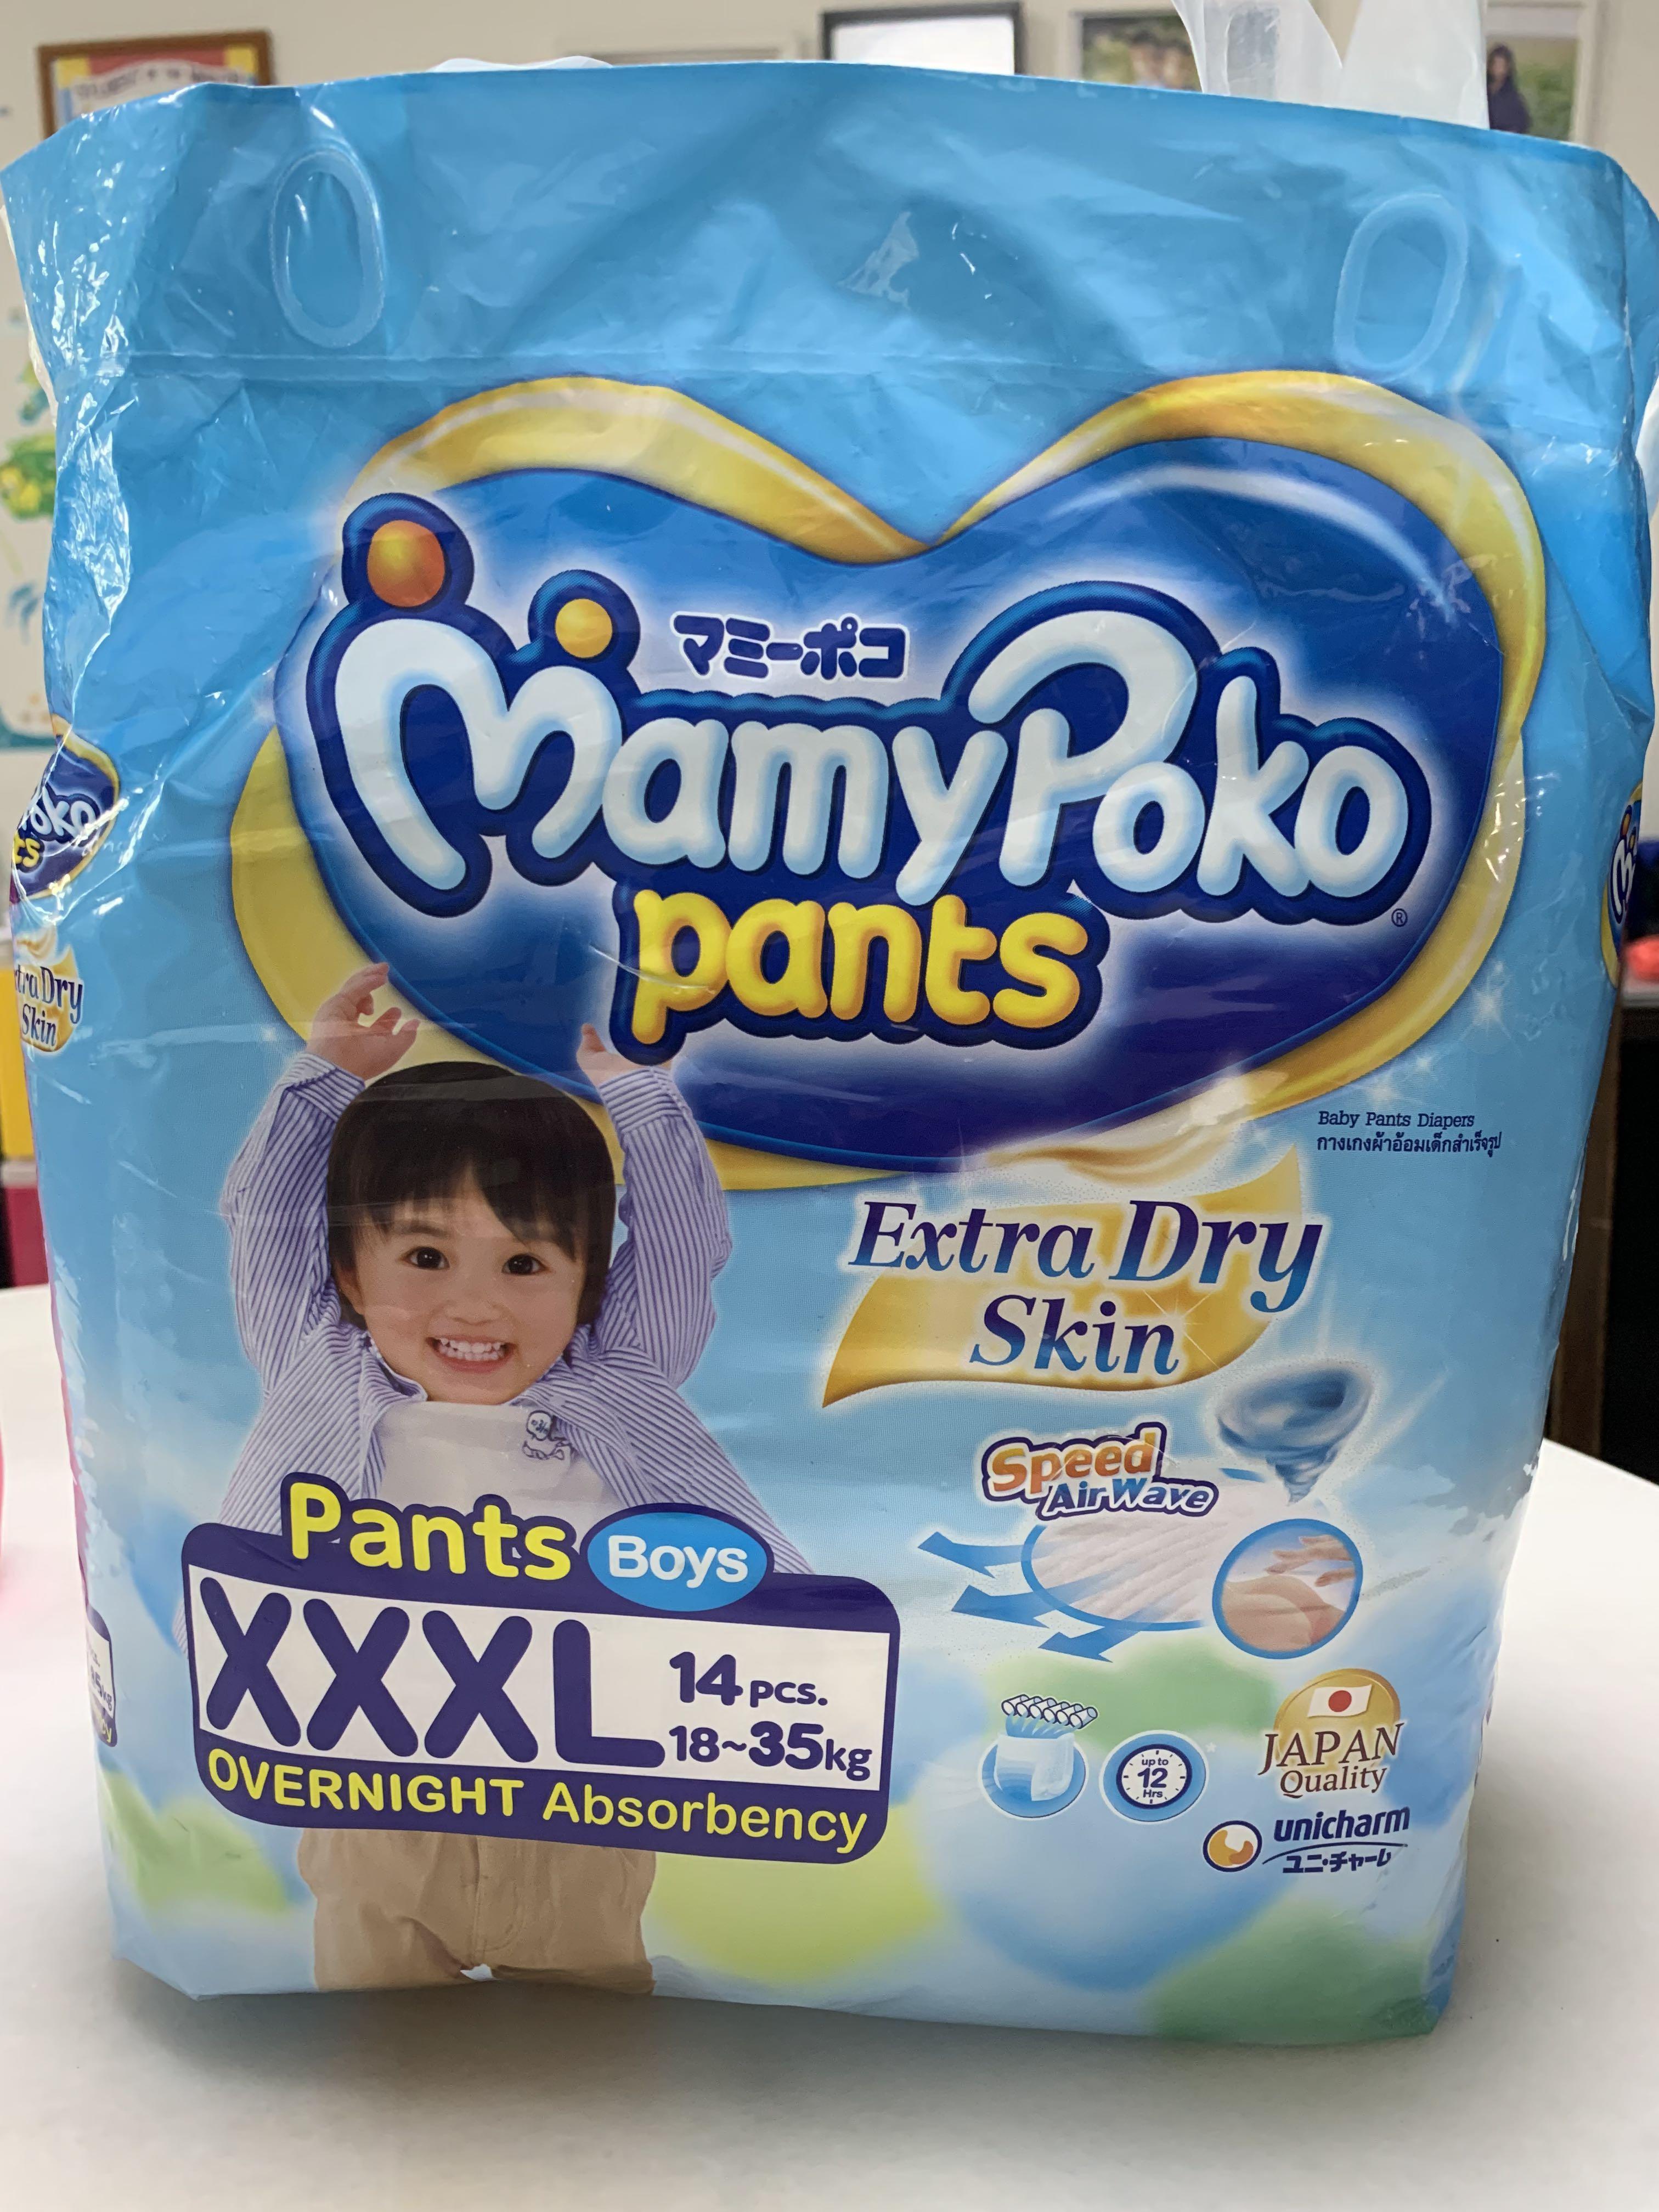 マミーポコ
MamyPoko
pants
®
Baby Pants Diapers
กางเกงผ้าอ้อมเด็กสำเร็จรูป
Extra Dry
Skin
Speed
Air Wave
Pants Boys
XXXL
14 pcs.
18~35kg
OVERNIGHT Absorbency
up to
12
Hrs
JAPAN
Quality
unicharm
ユニ・チャーム
oko
ts
tra Dry
Skin